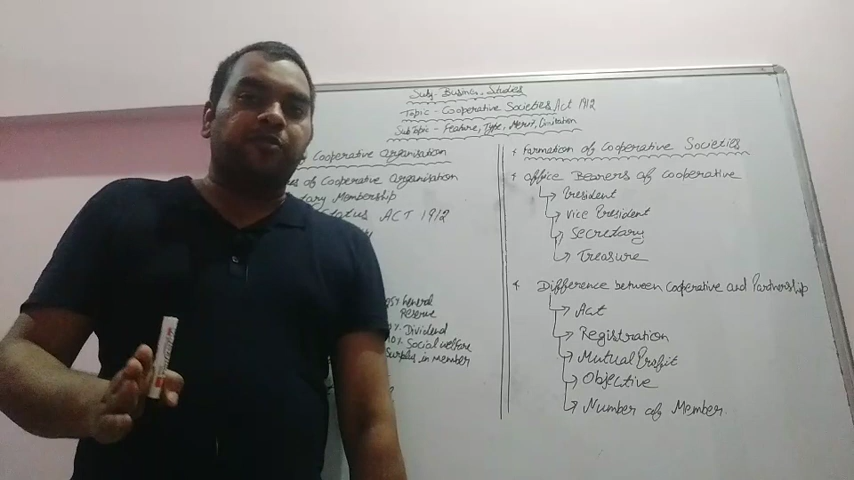 Sub:- Business Studies
Topic - Cooperative Societies Act 1912
Sub Topic - Feature, Type, Merit, Limitation
Cooperative Organisation
of Cooperative Organisation
Membership
Status ACT 1912
General
Reserve
Dividend
Social welfare
Surplus in member
* Formation of Cooperative Societies
* Office Bearers of Cooperative
President
Vice President
Secretary
Treasure
* Difference between Cooperative and Partnership
Act
Registration
Mutual Profit
Objective
Number of Member.